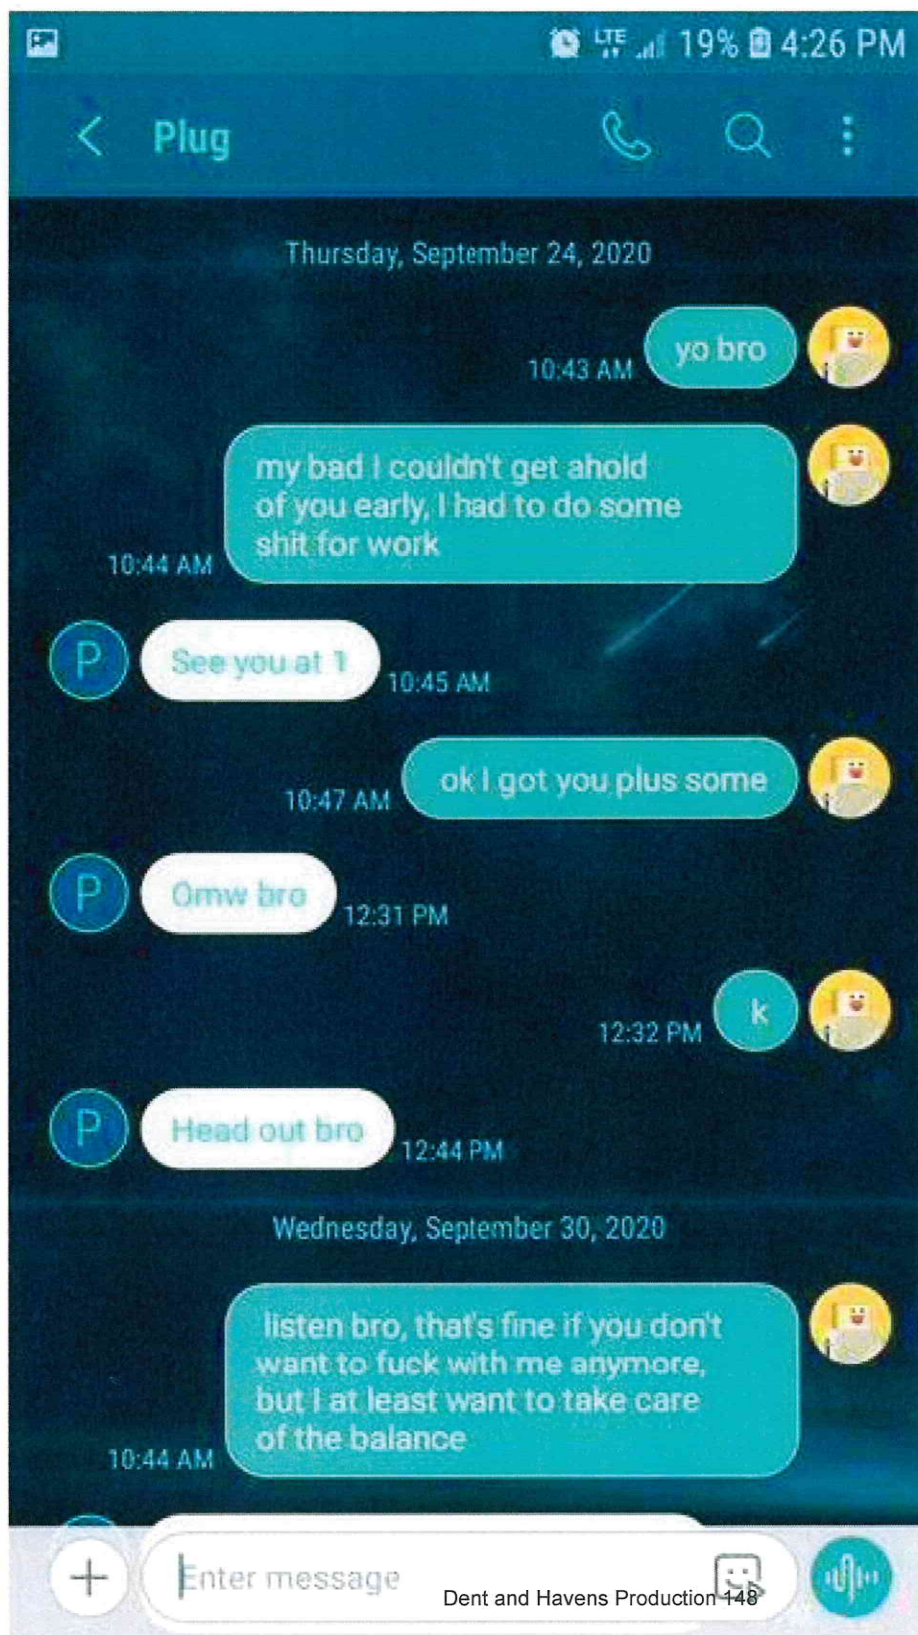 LTE 19% 4:26 PM
Plug
Thursday, September 24, 2020
yo bro
10:43 AM
my bad I couldn't get ahold
of you early, I had to do some
shit for work
10:44 AM
P
See you at 1
10:45 AM
ok I got you plus some
10:47 AM
P
Omw bro
12:31 PM
k
12:32 PM
P
Head out bro
12:44 PM
Wednesday, September 30, 2020
listen bro, that's fine if you don't
want to fuck with me anymore,
but I at least want to take care
of the balance
10:44 AM
Enter message
Dent and Havens Production 148